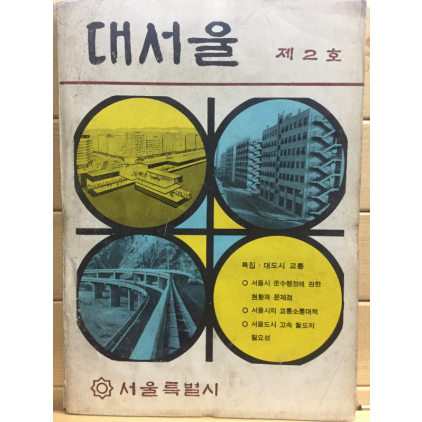 대서울
제2호
특집 : 대도시 교통
○ 서울시 운수행정에 관한
현황과 문제점
○ 서울시의 교통소통대책
○ 서울도시 고속 철도의
필요성
서울특별시